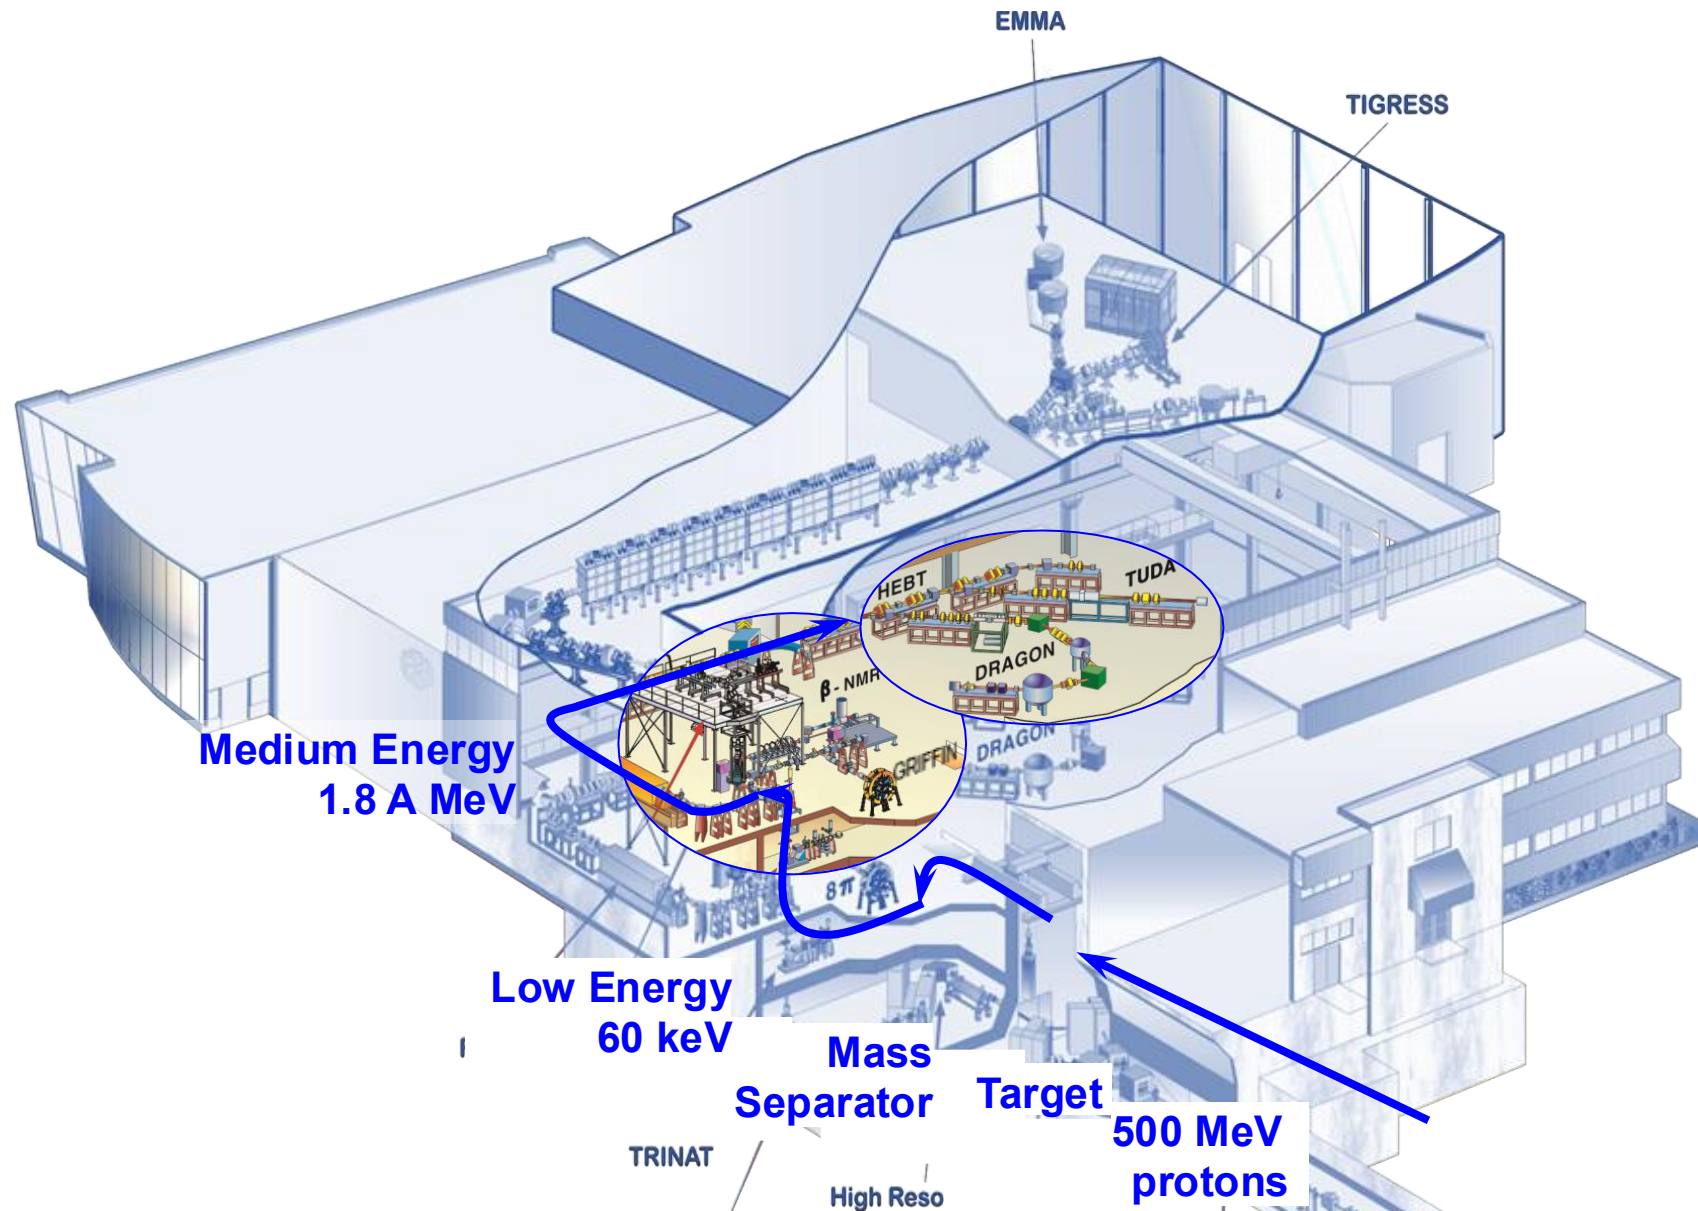 EMMA
TIGRESS
HEBT
TUDA
DRAGON
β-NMR
GRIFFIN
DRAGON
Medium Energy
1.8 A MeV
8π
Low Energy
60 keV
Mass
Separator
Target
500 MeV
protons
TRINAT
High Reso